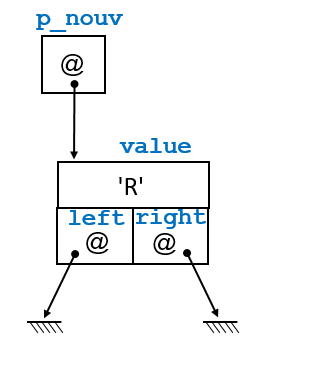 p_nouv
@
value
'R'
left right
@ @